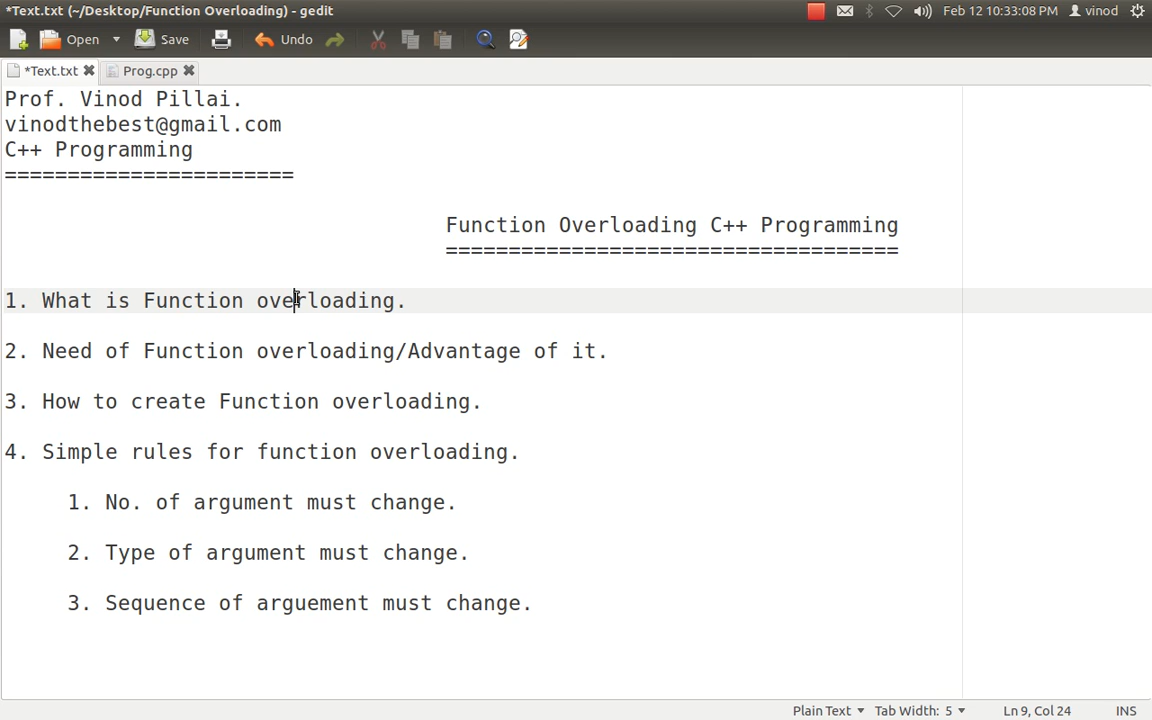 *Text.txt (~/Desktop/Function Overloading) - gedit
Feb 12 10:33:08 PM vinod
Open Save Undo
*Text.txt Prog.cpp
Prof. Vinod Pillai.
vinodthebest@gmail.com
C++ Programming
=======================
Function Overloading C++ Programming
====================================
1. What is Function overloading.
2. Need of Function overloading/Advantage of it.
3. How to create Function overloading.
4. Simple rules for function overloading.
1. No. of argument must change.
2. Type of argument must change.
3. Sequence of arguement must change.
Plain Text Tab Width: 5 Ln 9, Col 24 INS